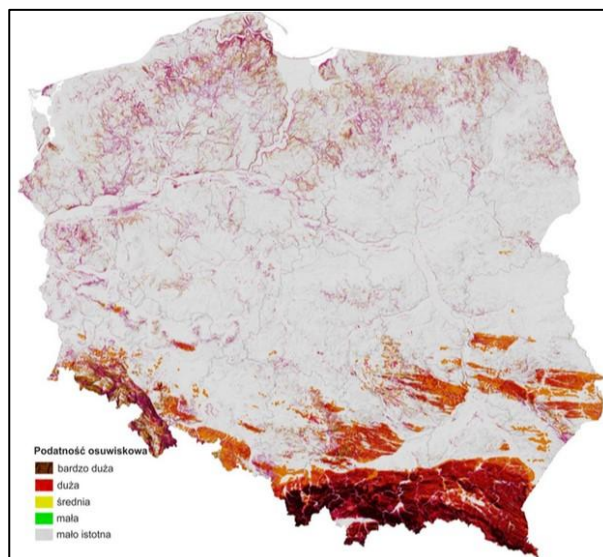 Podatność osuwiskowa
bardzo duża
duża
średnia
mała
mało istotna